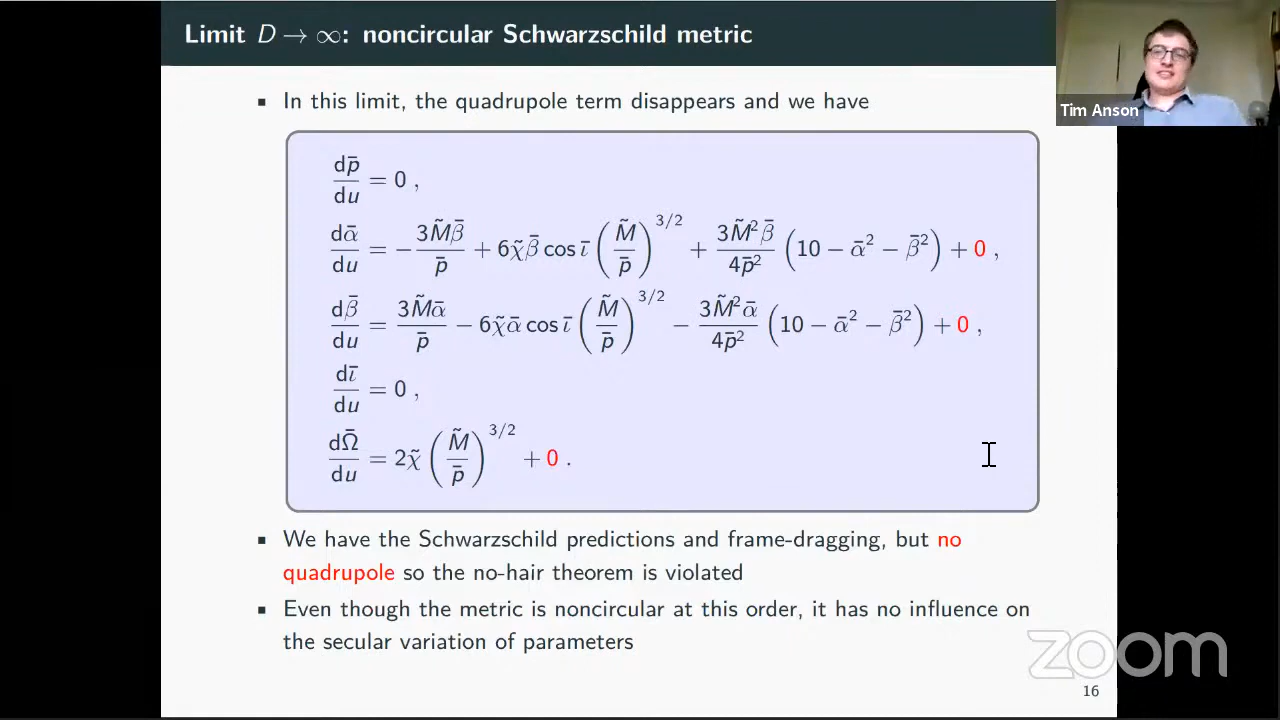 Limit D → ∞: noncircular Schwarzschild metric
Tim Anson
▪ In this limit, the quadrupole term disappears and we have
dp̄/du = 0 ,
dᾱ/du = − 3M̃β̄/p̄ + 6χ̃β̄ cos ῑ (M̃/p̄)^{3/2} + 3M̃²β̄/4p̄² (10 − ᾱ² − β̄²) + 0 ,
dβ̄/du = 3M̃ᾱ/p̄ − 6χ̃ᾱ cos ῑ (M̃/p̄)^{3/2} − 3M̃²ᾱ/4p̄² (10 − ᾱ² − β̄²) + 0 ,
dῑ/du = 0 ,
dΩ̄/du = 2χ̃ (M̃/p̄)^{3/2} + 0 .
▪ We have the Schwarzschild predictions and frame-dragging, but no
quadrupole so the no-hair theorem is violated
▪ Even though the metric is noncircular at this order, it has no influence on
the secular variation of parameters
zoom
16